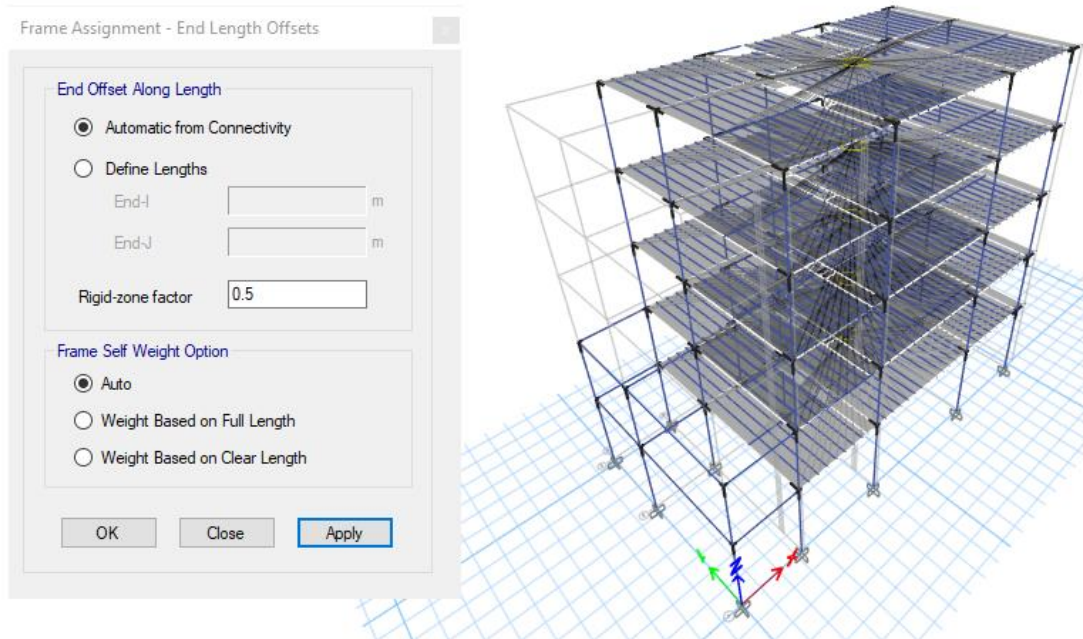 Frame Assignment - End Length Offsets
End Offset Along Length
Automatic from Connectivity
Define Lengths
End-I m
End-J m
Rigid-zone factor 0.5
Frame Self Weight Option
Auto
Weight Based on Full Length
Weight Based on Clear Length
OK Close Apply